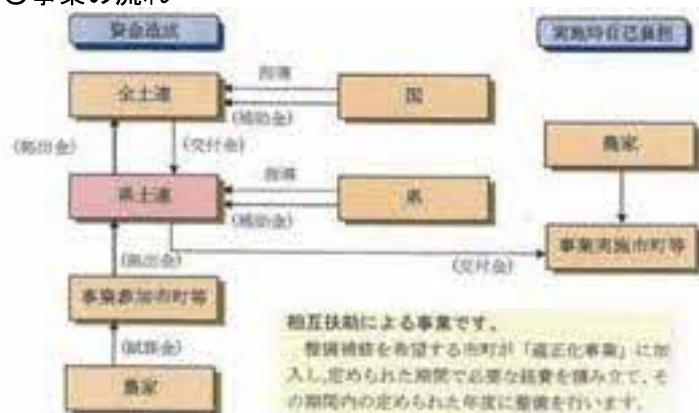 ○事業の流れ
資金造成
実施時自己負担
全土連
指導
(補助金)
国
(拠出金)
(交付金)
農家
県土連
指導
(補助金)
県
(拠出金)
(交付金)
事業実施市町等
事業参加市町等
農家
相互扶助による事業です。
整備補修を希望する市町が「適正化事業」に加
入し、定められた期間で必要な経費を積み立て、そ
の期間内の定められた年度に整備を行います。